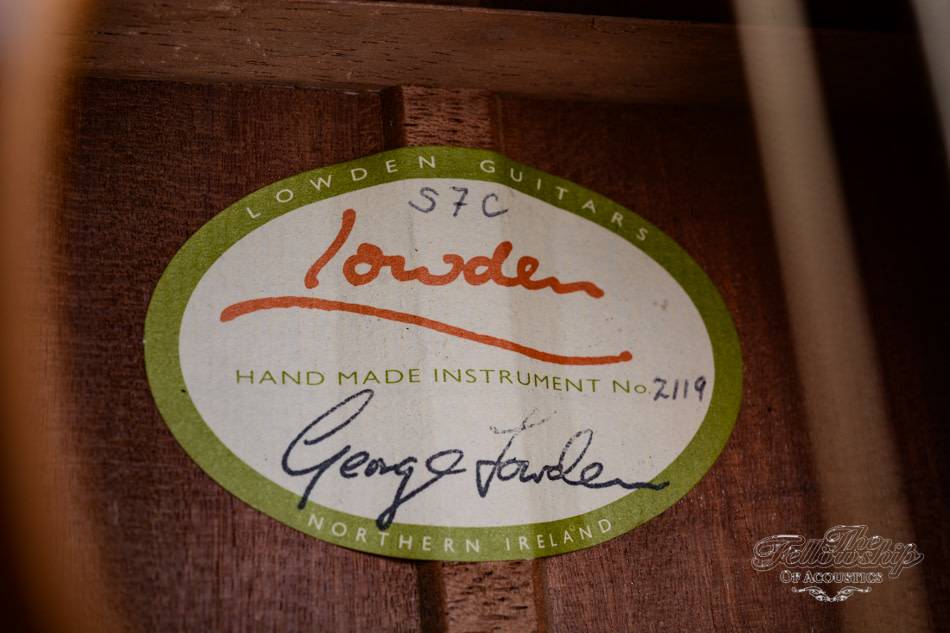 LOWDEN GUITARS
S7C
lowden
HAND MADE INSTRUMENT No. 2119
George Lowden
NORTHERN IRELAND
The
Fellowship
OF ACOUSTICS